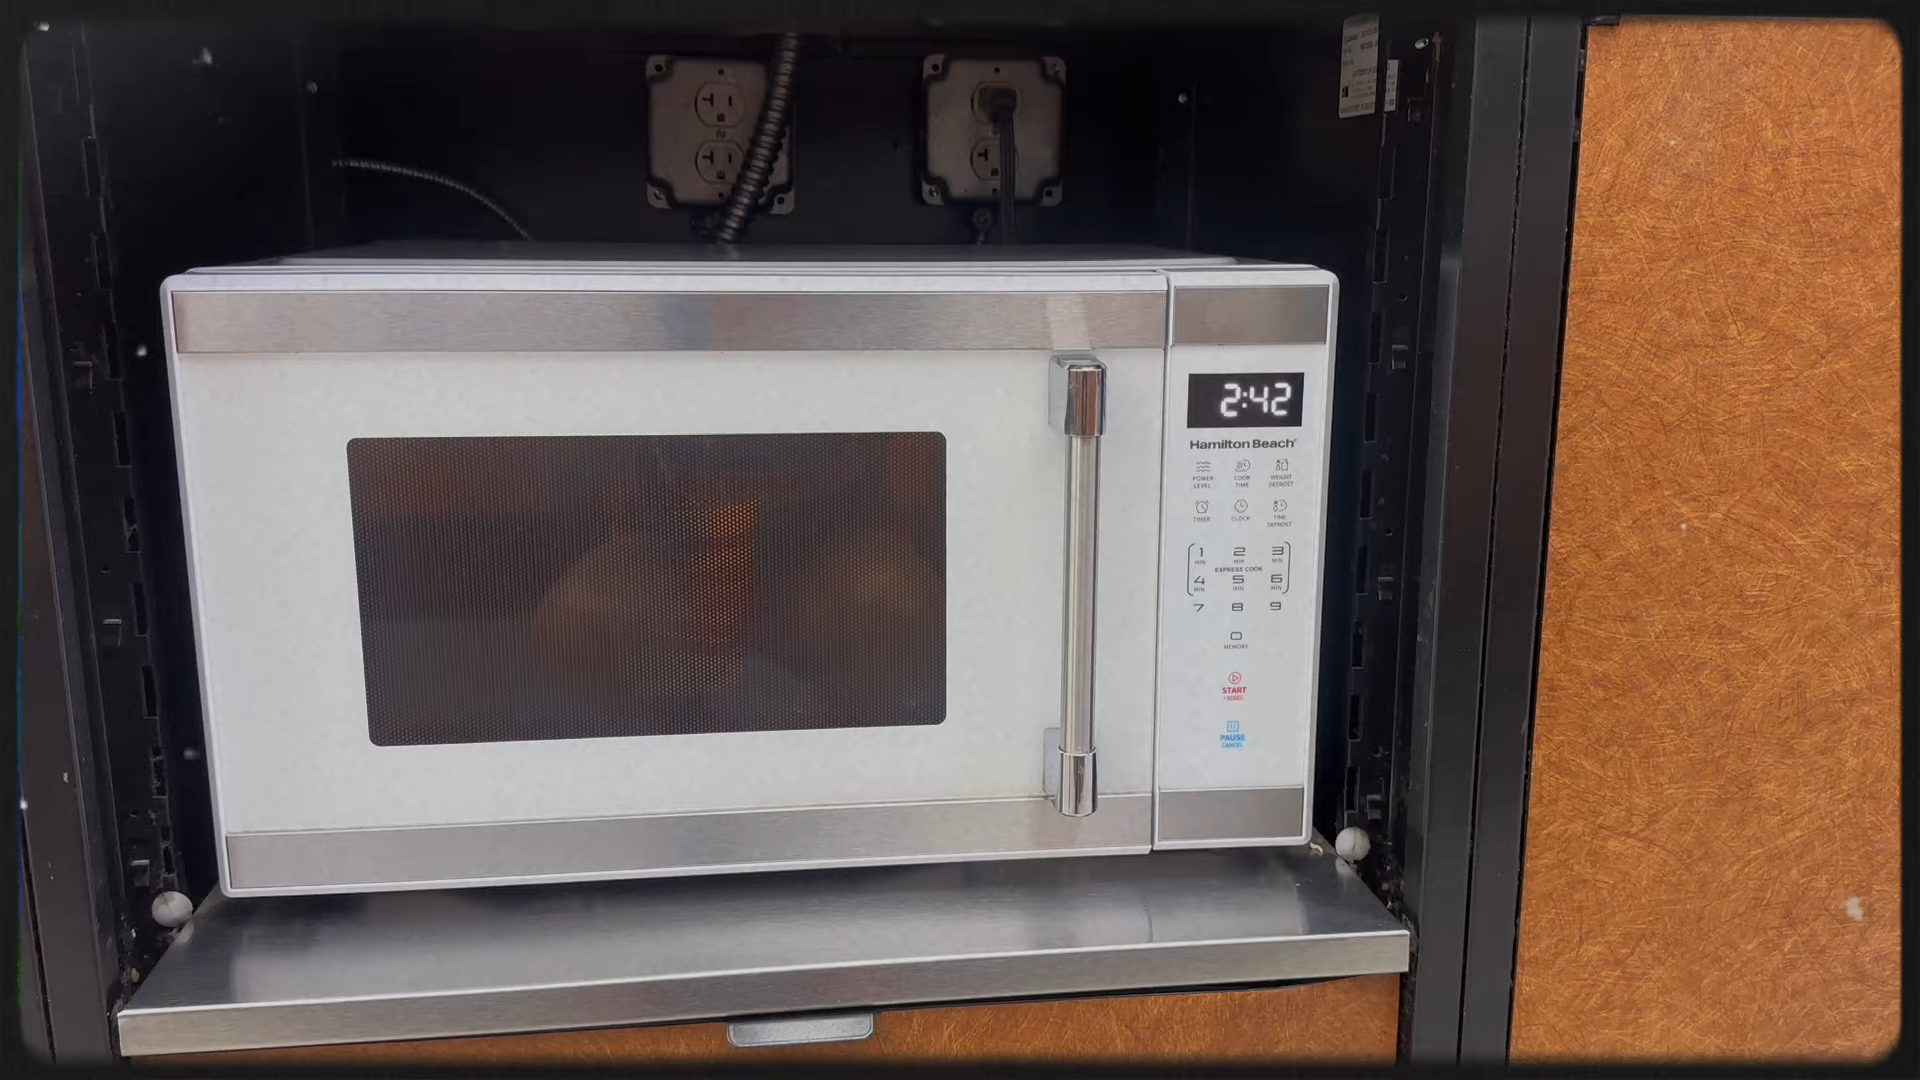 2:42
Hamilton Beach
POWER LEVEL
COOK TIME
WEIGHT DEFROST
TIMER
CLOCK
TIME DEFROST
1 MIN
2 MIN
3 MIN
EXPRESS COOK
4 MIN
5 MIN
6 MIN
7
8
9
0
MEMORY
START
+30SEC
PAUSE
CANCEL